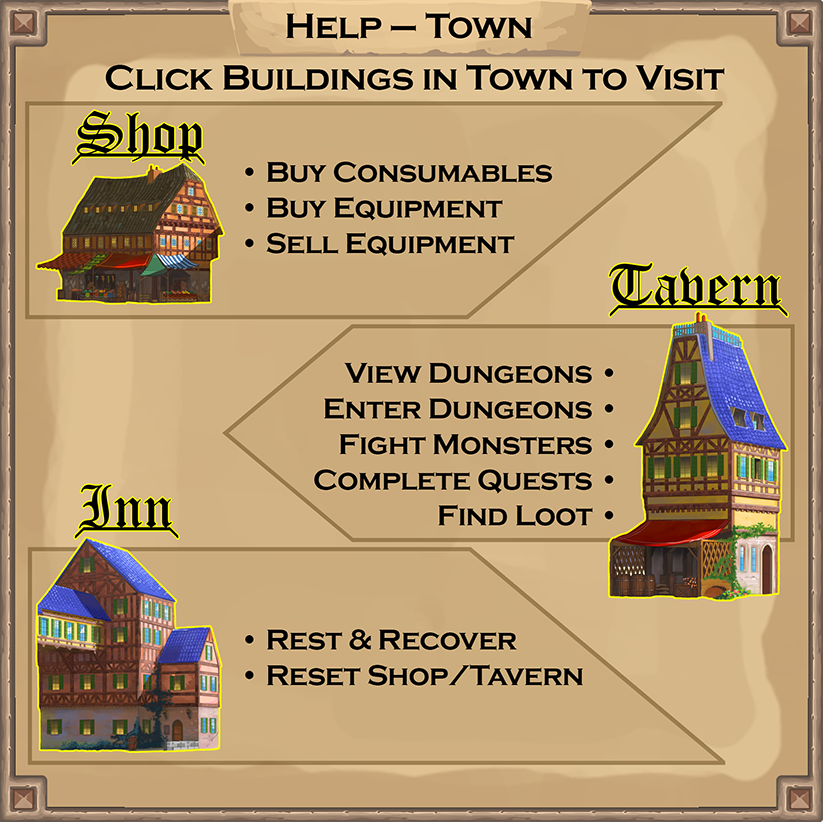 Help – Town
Click Buildings in Town to Visit
Shop
• Buy Consumables
• Buy Equipment
• Sell Equipment
Tavern
View Dungeons •
Enter Dungeons •
Fight Monsters •
Complete Quests •
Find Loot •
Inn
• Rest & Recover
• Reset Shop/Tavern